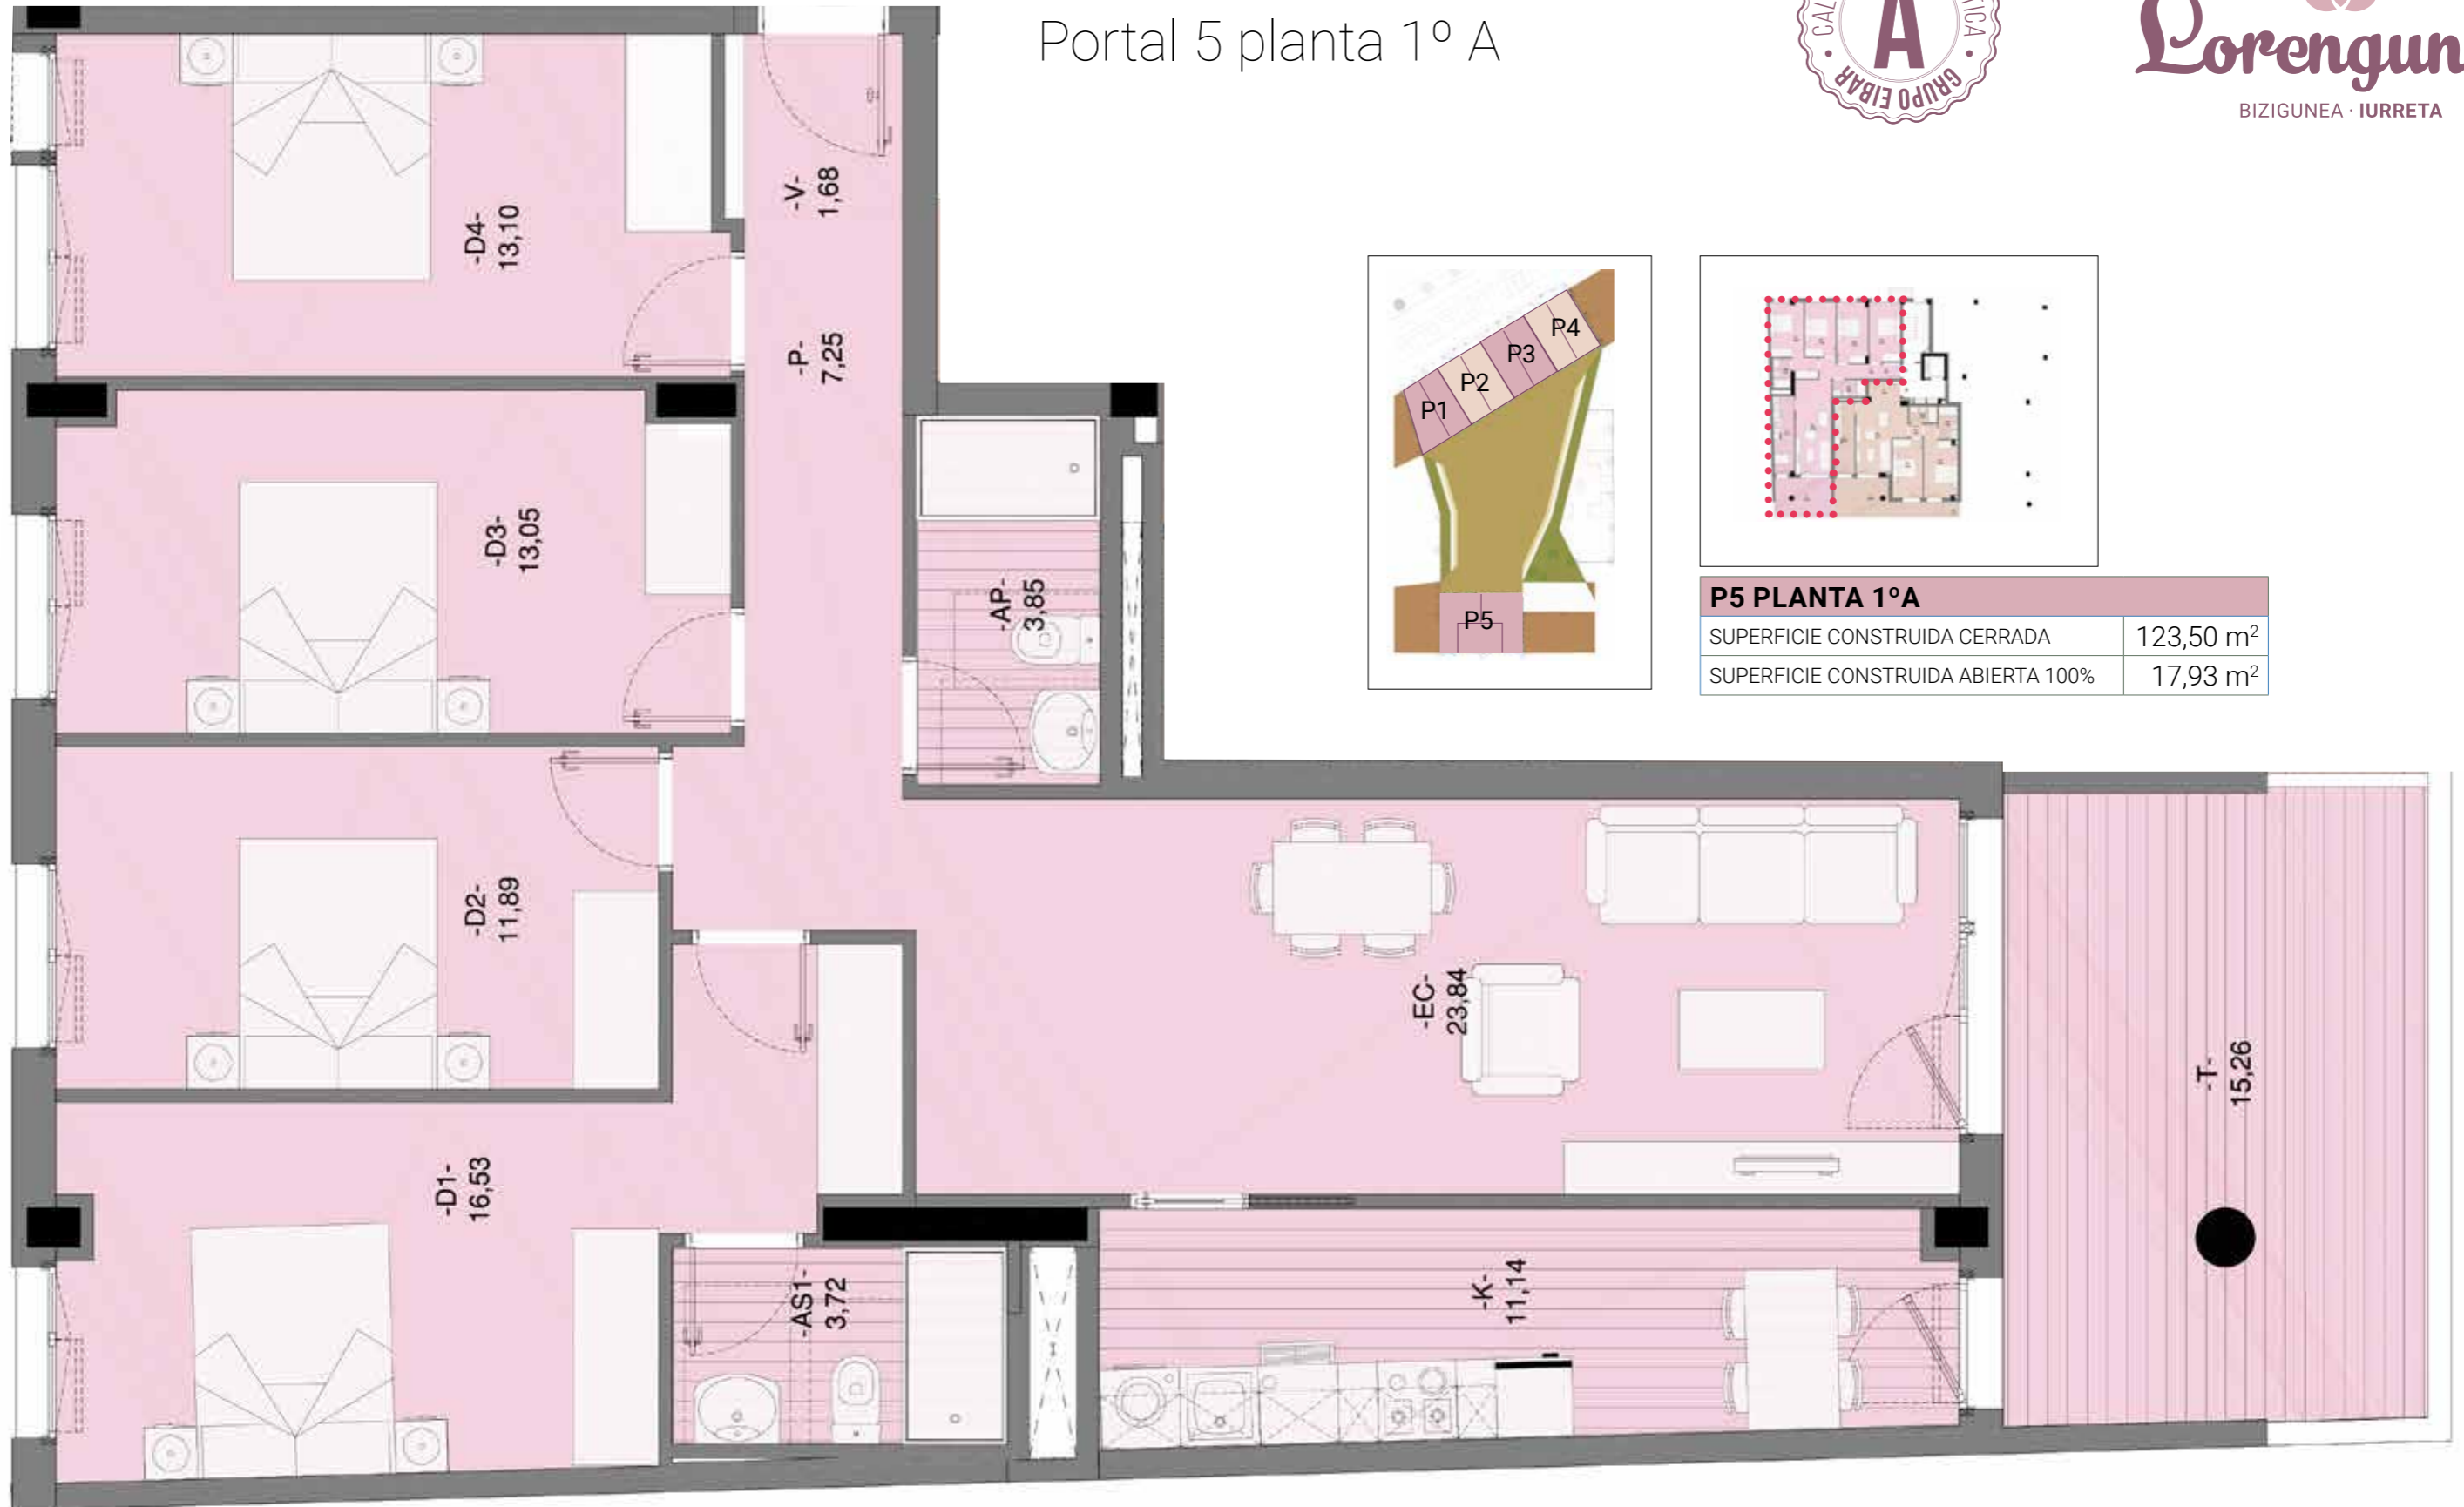 Portal 5 planta 1º A
CAL
TICA
A
GRUPO EIBAR
Lorengun
BIZIGUNEA · IURRETA
-D4-
13,10
-V-
1,68
-P-
7,25
-D3-
13,05
-AP-
3,85
P4
P3
P2
P1
P5
P5 PLANTA 1ºA
SUPERFICIE CONSTRUIDA CERRADA 123,50 m²
SUPERFICIE CONSTRUIDA ABIERTA 100% 17,93 m²
-D2-
11,89
-EC-
23,84
-T-
15,26
-D1-
16,53
-AS1-
3,72
-K-
11,14